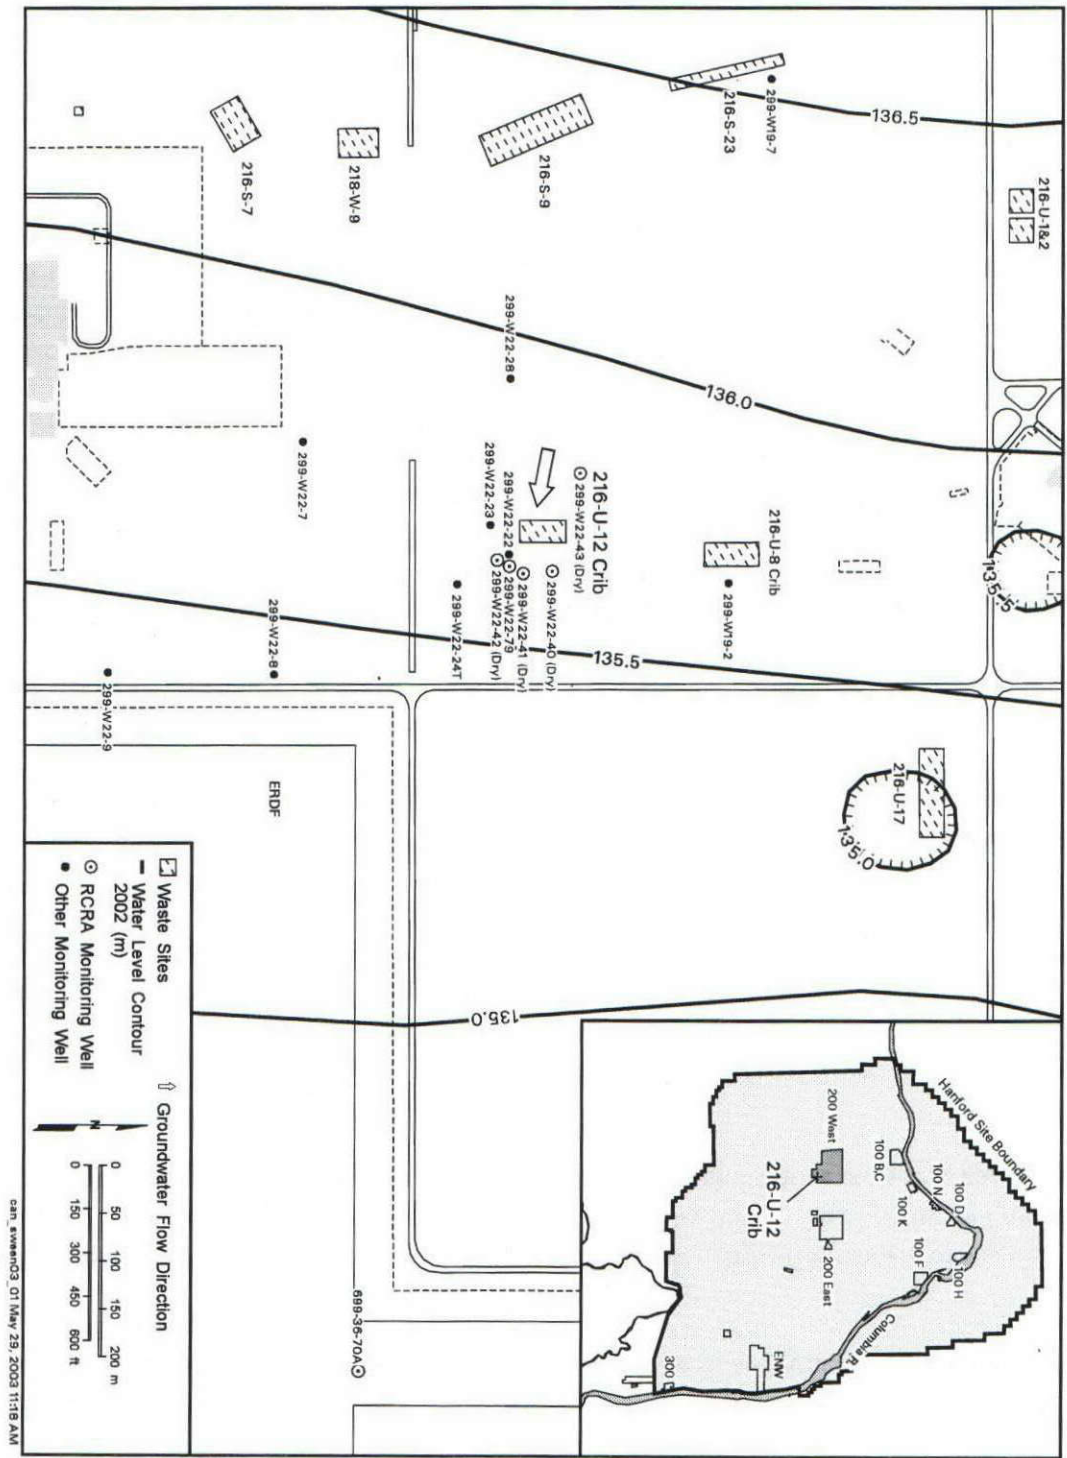 216-U-1&2
136.5
299-W19-7
216-S-23
216-S-9
218-W-9
216-S-7
136.0
299-W22-28
135.5
216-U-8 Crib
299-W19-2
216-U-12 Crib
299-W22-43 (Dry)
299-W22-23
299-W22-22
299-W22-40 (Dry)
299-W22-41 (Dry)
299-W22-79
299-W22-42 (Dry)
299-W22-24T
299-W22-7
299-W22-8
299-W22-9
135.5
216-U-17
135.0
135.0
ERDF
699-36-70A
Hanford Site Boundary
100 B,C
100 K
100 N
100 D
100 H
100 F
200 West
200 East
216-U-12
Crib
Columbia R.
ENW
300
Waste Sites
Water Level Contour
2002 (m)
RCRA Monitoring Well
Other Monitoring Well
Groundwater Flow Direction
N
0 50 100 150 200 m
0 150 300 450 600 ft
can_sween03_01 May 29, 2003 11:18 AM